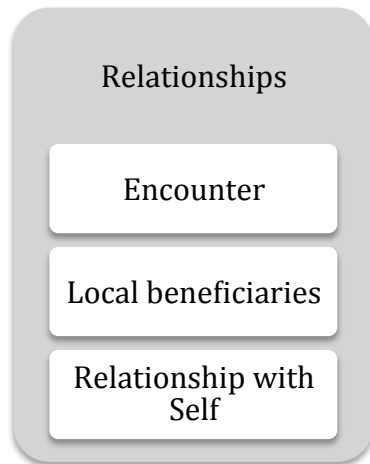 Relationships
Encounter
Local beneficiaries
Relationship with
Self